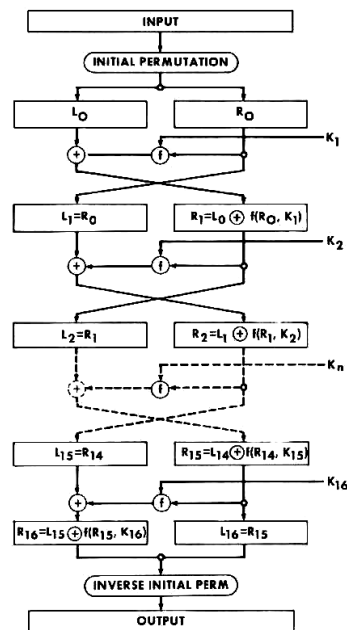 INPUT
INITIAL PERMUTATION
L0 R0
K1
+ f
L1=R0 R1=L0 ⊕ f(R0, K1)
K2
+ f
L2=R1 R2=L1 ⊕ f(R1, K2)
Kn
+ f
L15=R14 R15=L14⊕f(R14, K15)
K16
+ f
R16=L15⊕f(R15, K16) L16=R15
INVERSE INITIAL PERM
OUTPUT